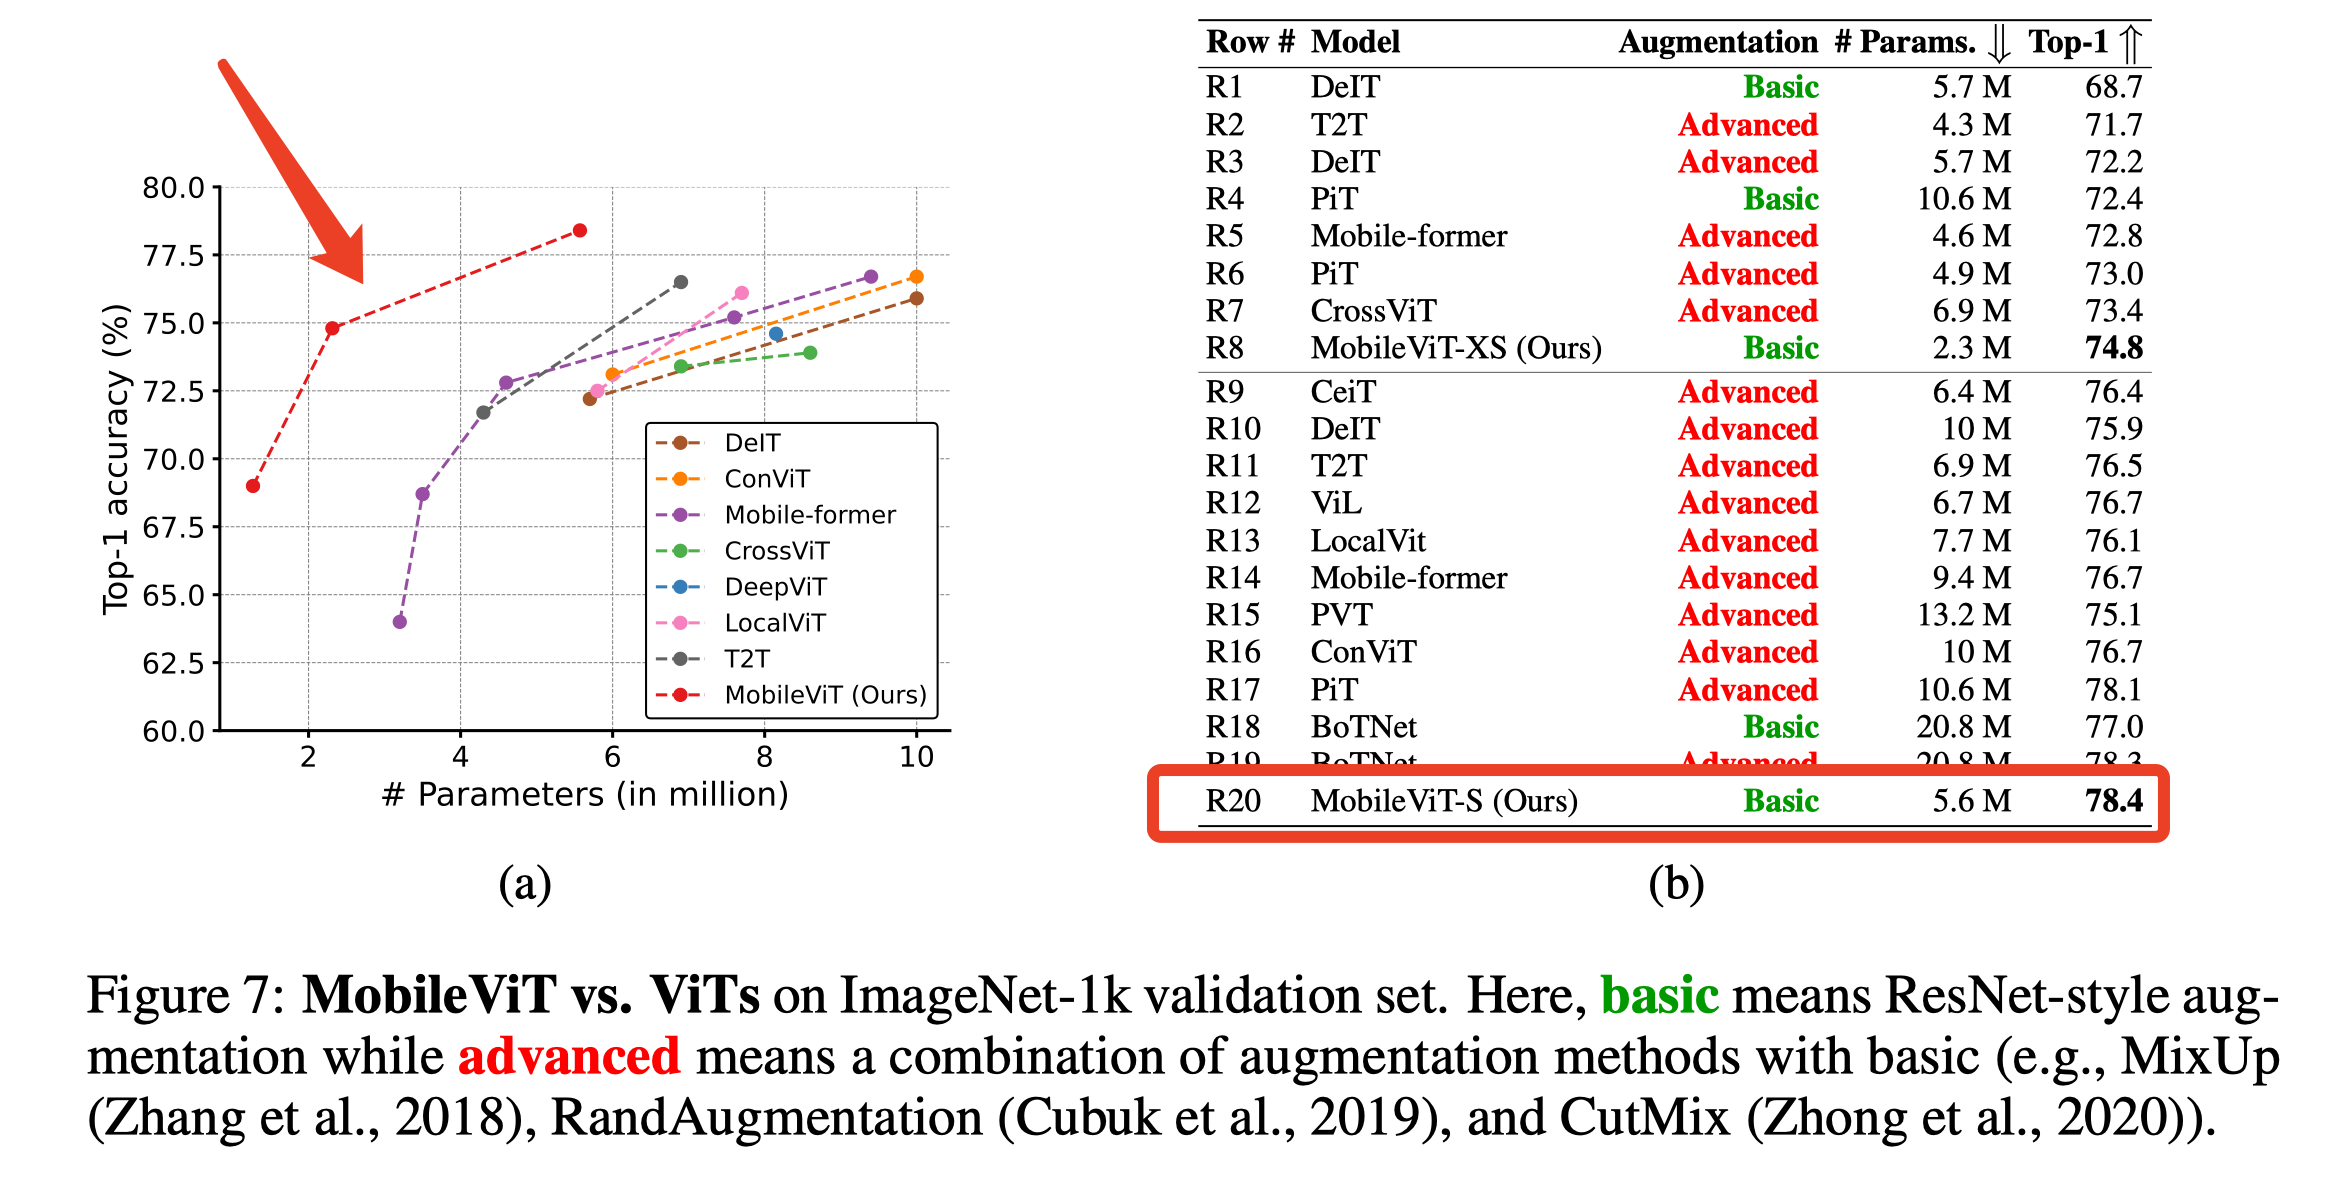 80.0
77.5
75.0
72.5
70.0
67.5
65.0
62.5
60.0
Top-1 accuracy (%)
2 4 6 8 10
# Parameters (in million)
DeIT
ConViT
Mobile-former
CrossViT
DeepViT
LocalViT
T2T
MobileViT (Ours)
(a)
Row # Model Augmentation # Params. ⇓ Top-1 ⇑
R1 DeIT Basic 5.7 M 68.7
R2 T2T Advanced 4.3 M 71.7
R3 DeIT Advanced 5.7 M 72.2
R4 PiT Basic 10.6 M 72.4
R5 Mobile-former Advanced 4.6 M 72.8
R6 PiT Advanced 4.9 M 73.0
R7 CrossViT Advanced 6.9 M 73.4
R8 MobileViT-XS (Ours) Basic 2.3 M 74.8
R9 CeiT Advanced 6.4 M 76.4
R10 DeIT Advanced 10 M 75.9
R11 T2T Advanced 6.9 M 76.5
R12 ViL Advanced 6.7 M 76.7
R13 LocalVit Advanced 7.7 M 76.1
R14 Mobile-former Advanced 9.4 M 76.7
R15 PVT Advanced 13.2 M 75.1
R16 ConViT Advanced 10 M 76.7
R17 PiT Advanced 10.6 M 78.1
R18 BoTNet Basic 20.8 M 77.0
R19 BoTNet Advanced 20.8 M 78.3
R20 MobileViT-S (Ours) Basic 5.6 M 78.4
(b)
Figure 7: MobileViT vs. ViTs on ImageNet-1k validation set. Here, basic means ResNet-style aug-
mentation while advanced means a combination of augmentation methods with basic (e.g., MixUp
(Zhang et al., 2018), RandAugmentation (Cubuk et al., 2019), and CutMix (Zhong et al., 2020)).